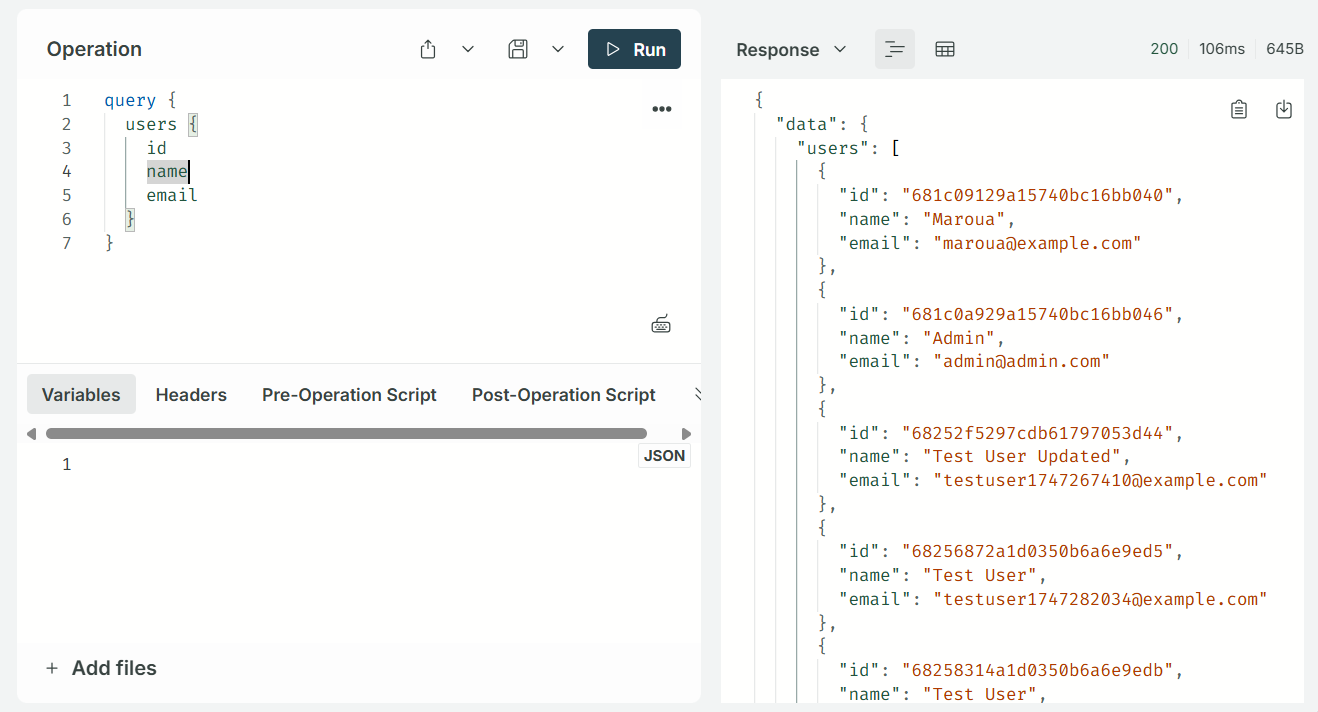 Operation
Run
1 query {
2 users {
3 id
4 name
5 email
6 }
7 }
Variables Headers Pre-Operation Script Post-Operation Script
JSON
1
+ Add files
Response 200 106ms 645B
{
"data": {
"users": [
{
"id": "681c09129a15740bc16bb040",
"name": "Maroua",
"email": "maroua@example.com"
},
{
"id": "681c0a929a15740bc16bb046",
"name": "Admin",
"email": "admin@admin.com"
},
{
"id": "68252f5297cdb61797053d44",
"name": "Test User Updated",
"email": "testuser1747267410@example.com"
},
{
"id": "68256872a1d0350b6a6e9ed5",
"name": "Test User",
"email": "testuser1747282034@example.com"
},
{
"id": "68258314a1d0350b6a6e9edb",
"name": "Test User",